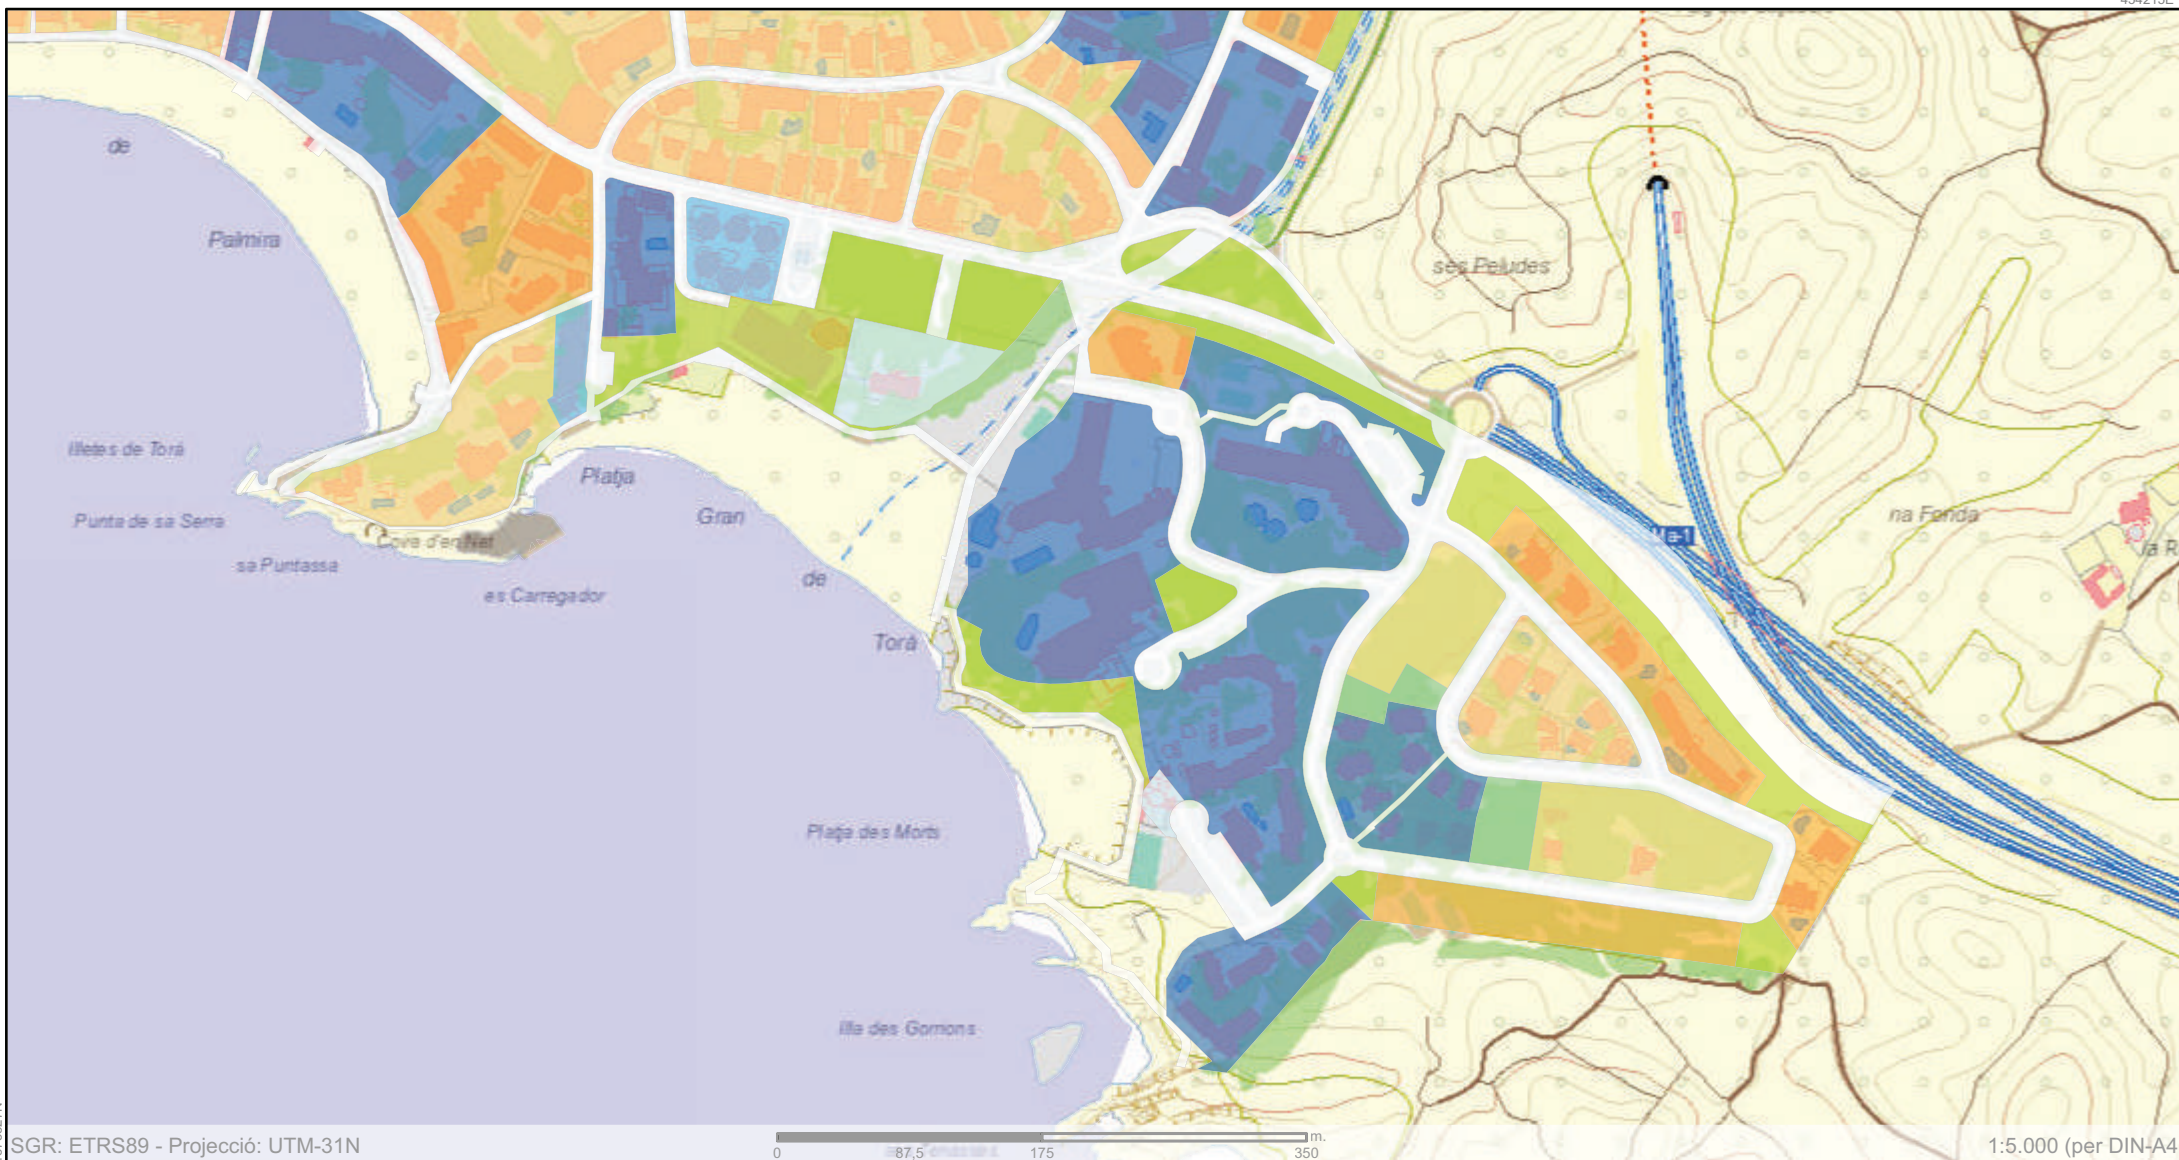 de
Palmira
ses Peludes
Illetes de Torà
Platja
Punta de sa Serra
Gran
na Fonda
Ma-1
Cova d'en Nat
sa Puntassa
de
es Carregador
Torà
Platja des Morts
Illa des Gorrions
SGR: ETRS89 - Projecció: UTM-31N
0
87,5
175
350
m.
1:5.000 (per DIN-A4